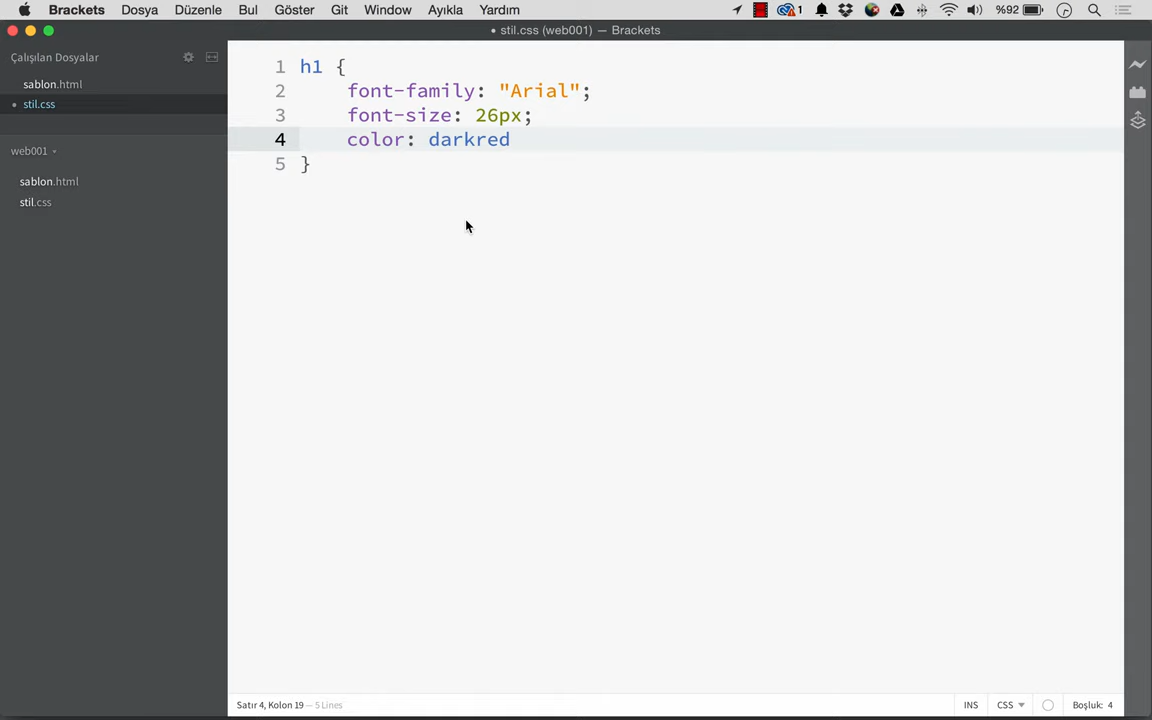 Brackets Dosya Düzenle Bul Göster Git Window Ayıkla Yardım 1 %92
stil.css (web001) — Brackets
Çalışılan Dosyalar
sablon.html
stil.css
web001
sablon.html
stil.css
1 h1 {
2 font-family: "Arial";
3 font-size: 26px;
4 color: darkred
5 }
Satır 4, Kolon 19 — 5 Lines INS CSS Boşluk: 4